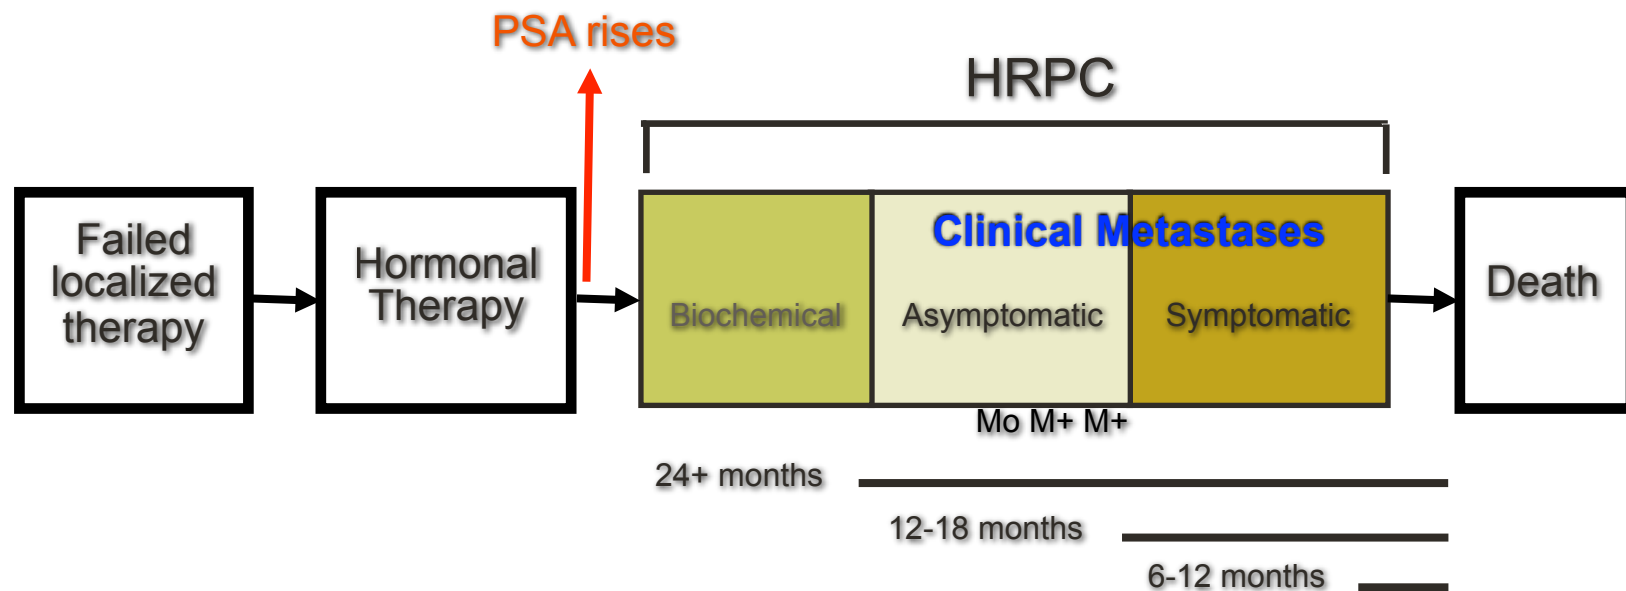 PSA rises
HRPC
Failed
localized
therapy
Hormonal
Therapy
Clinical Metastases
Biochemical
Asymptomatic
Symptomatic
Death
Mo M+ M+
24+ months
12-18 months
6-12 months